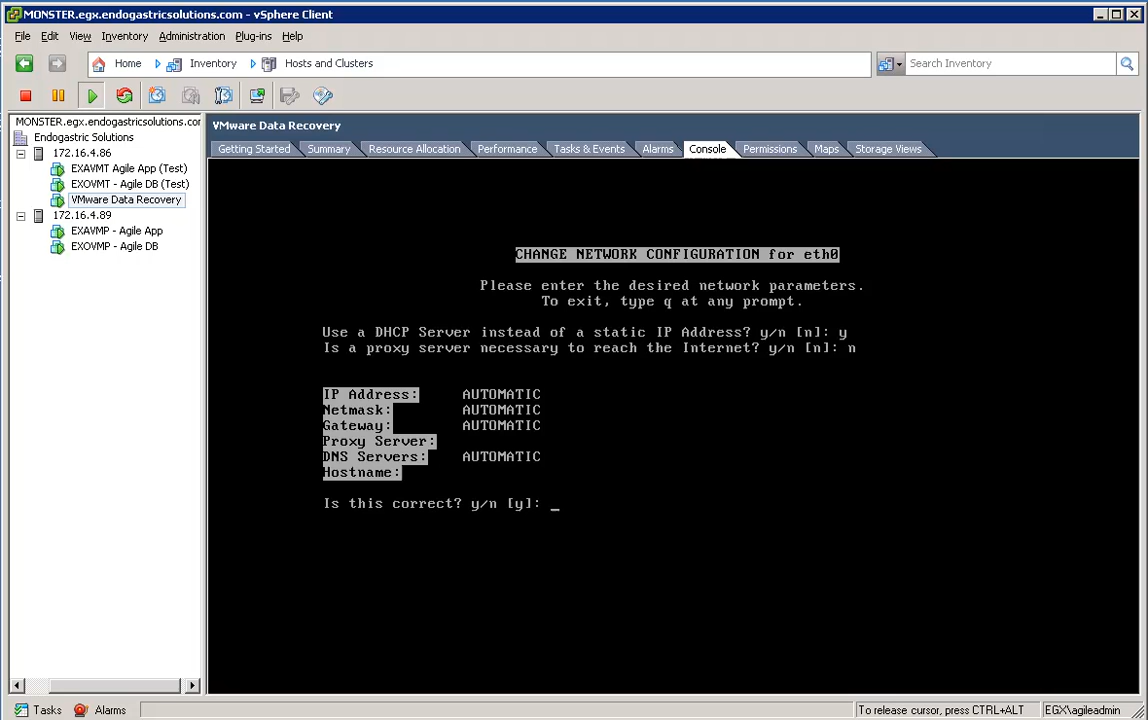 MONSTER.egx.endogastricsolutions.com - vSphere Client
File Edit View Inventory Administration Plug-ins Help
Home Inventory Hosts and Clusters Search Inventory
MONSTER.egx.endogastricsolutions.cor
Endogastric Solutions
172.16.4.86
EXAVMT Agile App (Test)
EXOVMT - Agile DB (Test)
VMware Data Recovery
172.16.4.89
EXAVMP - Agile App
EXOVMP - Agile DB
VMware Data Recovery
Getting Started Summary Resource Allocation Performance Tasks & Events Alarms Console Permissions Maps Storage Views
CHANGE NETWORK CONFIGURATION for eth0
Please enter the desired network parameters.
To exit, type q at any prompt.
Use a DHCP Server instead of a static IP Address? y/n [n]: y
Is a proxy server necessary to reach the Internet? y/n [n]: n
IP Address: AUTOMATIC
Netmask: AUTOMATIC
Gateway: AUTOMATIC
Proxy Server:
DNS Servers: AUTOMATIC
Hostname:
Is this correct? y/n [y]: _
Tasks Alarms To release cursor, press CTRL+ALT EGX\agileadmin